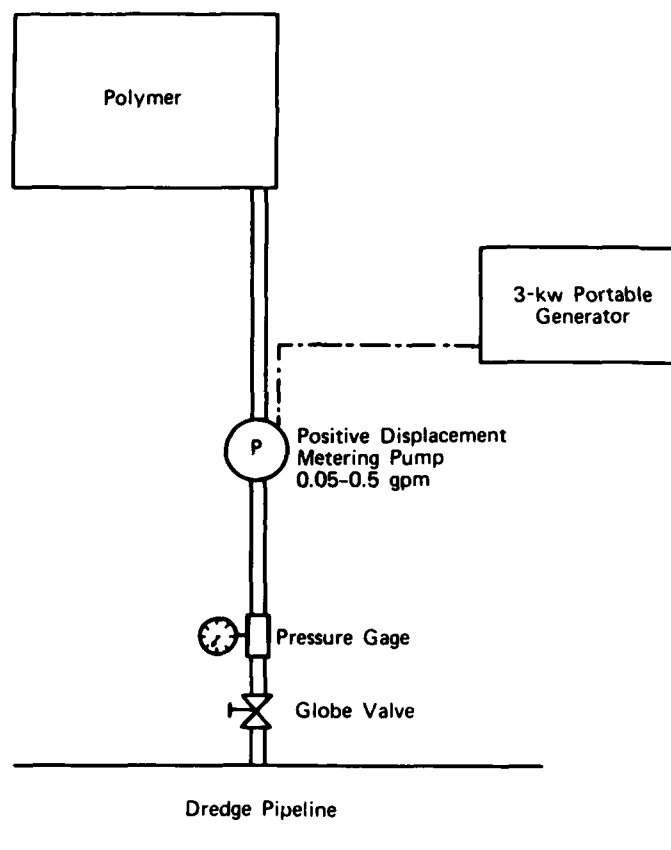 Polymer
3-kw Portable
Generator
P
Positive Displacement
Metering Pump
0.05-0.5 gpm
Pressure Gage
Globe Valve
Dredge Pipeline